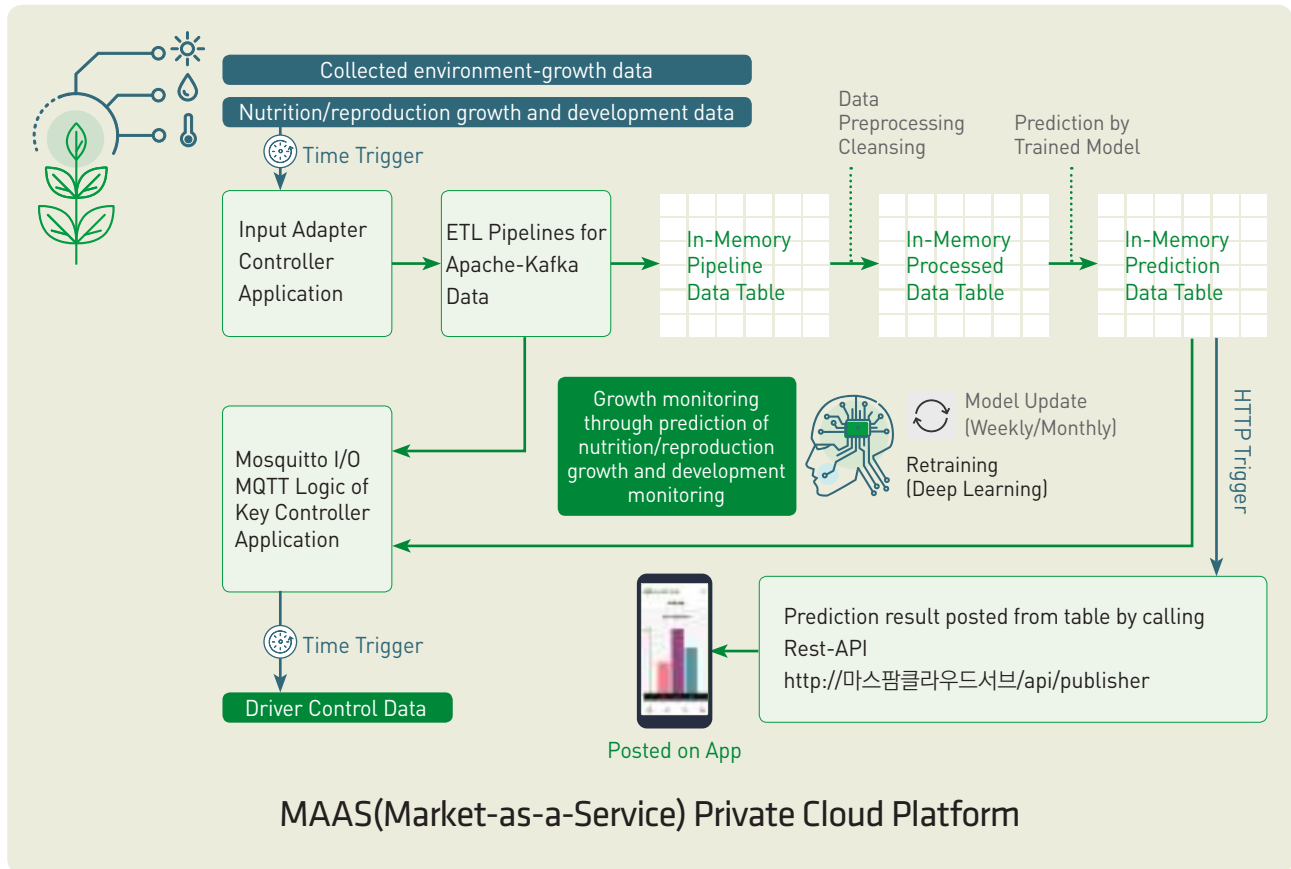 Collected environment-growth data
Nutrition/reproduction growth and development data
Time Trigger
Data
Preprocessing
Cleansing
Prediction by
Trained Model
Input Adapter
Controller
Application
ETL Pipelines for
Apache-Kafka
Data
In-Memory
Pipeline
Data Table
In-Memory
Processed
Data Table
In-Memory
Prediction
Data Table
Growth monitoring
through prediction of
nutrition/reproduction
growth and development
monitoring
Model Update
(Weekly/Monthly)
Retraining
(Deep Learning)
HTTP Trigger
Mosquitto I/O
MQTT Logic of
Key Controller
Application
Time Trigger
Driver Control Data
Prediction result posted from table by calling
Rest-API
http://마스팜클라우드서브/api/publisher
Posted on App
MAAS(Market-as-a-Service) Private Cloud Platform